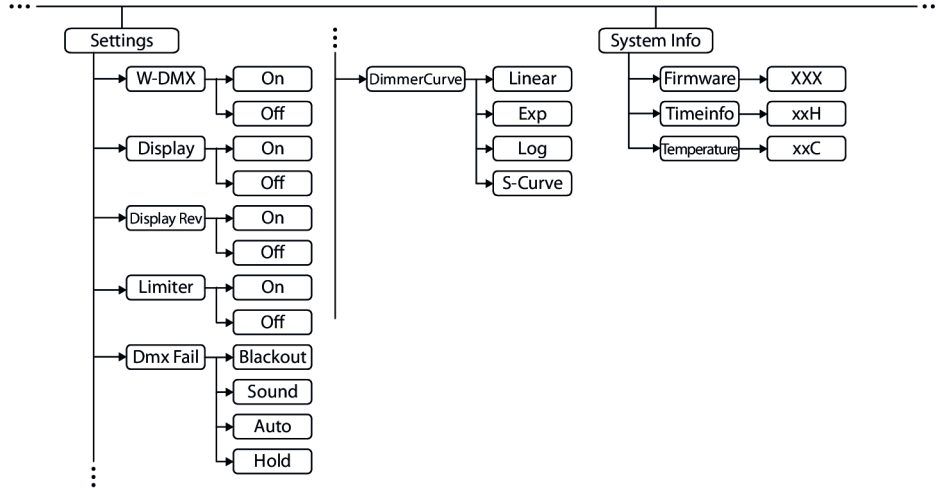 Settings
W-DMX
On
Off
Display
On
Off
Display Rev
On
Off
Limiter
On
Off
Dmx Fail
Blackout
Sound
Auto
Hold
DimmerCurve
Linear
Exp
Log
S-Curve
System Info
Firmware
XXX
Timeinfo
xxH
Temperature
xxC